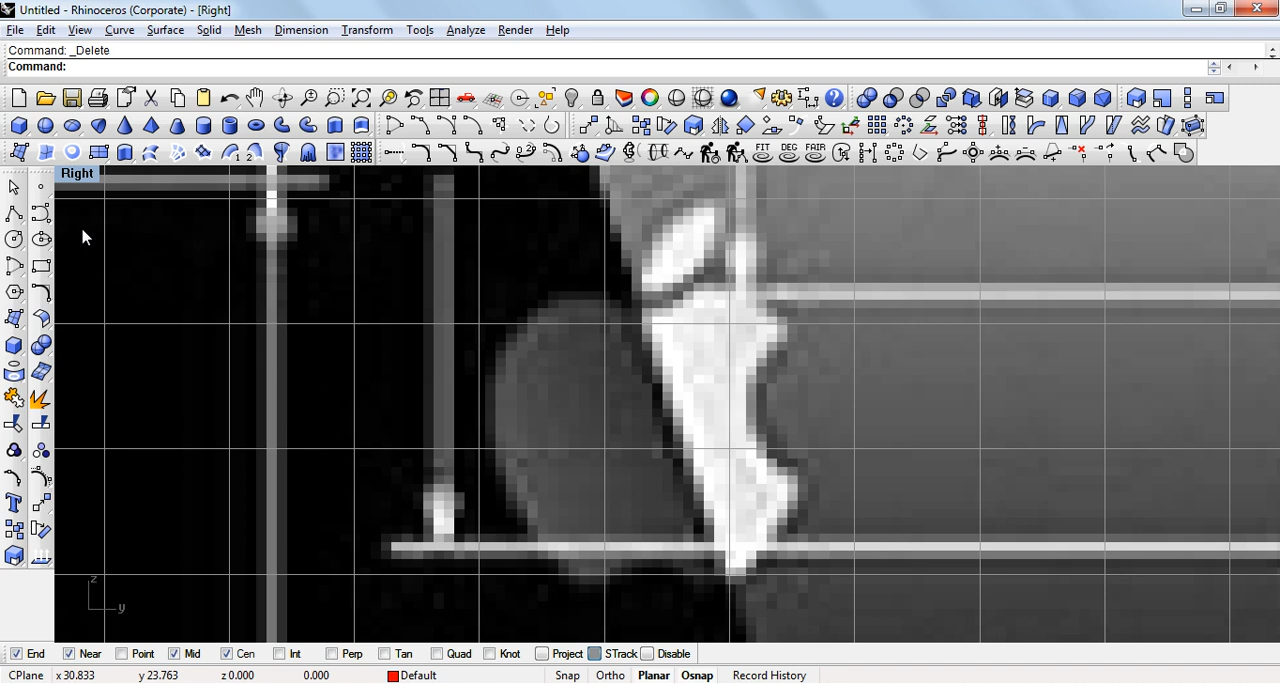 Untitled - Rhinoceros (Corporate) - [Right]
File Edit View Curve Surface Solid Mesh Dimension Transform Tools Analyze Render Help
Command: _Delete
Command:
FIT DEG FAIR
Right
z
y
End Near Point Mid Cen Int Perp Tan Quad Knot Project STrack Disable
CPlane x 30.833 y 23.763 z 0.000 0.000 Default Snap Ortho Planar Osnap Record History